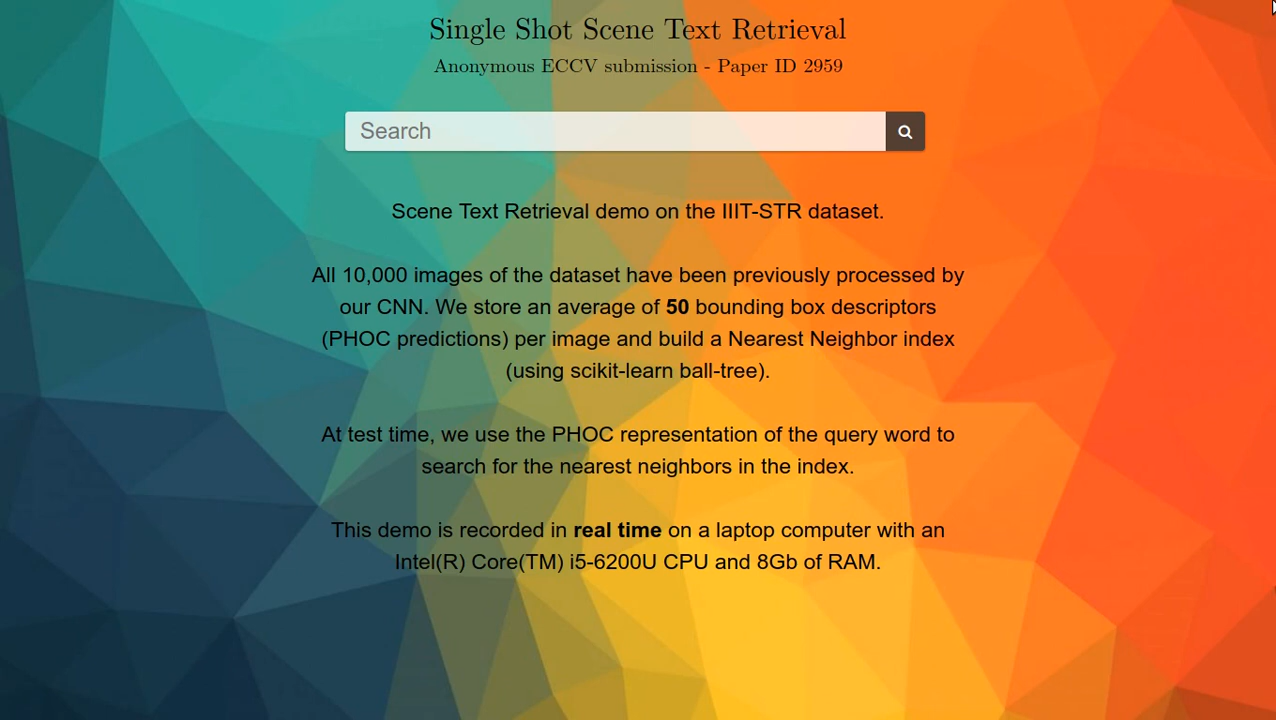 Single Shot Scene Text Retrieval
Anonymous ECCV submission - Paper ID 2959
Search
Scene Text Retrieval demo on the IIIT-STR dataset.
All 10,000 images of the dataset have been previously processed by
our CNN. We store an average of 50 bounding box descriptors
(PHOC predictions) per image and build a Nearest Neighbor index
(using scikit-learn ball-tree).
At test time, we use the PHOC representation of the query word to
search for the nearest neighbors in the index.
This demo is recorded in real time on a laptop computer with an
Intel(R) Core(TM) i5-6200U CPU and 8Gb of RAM.